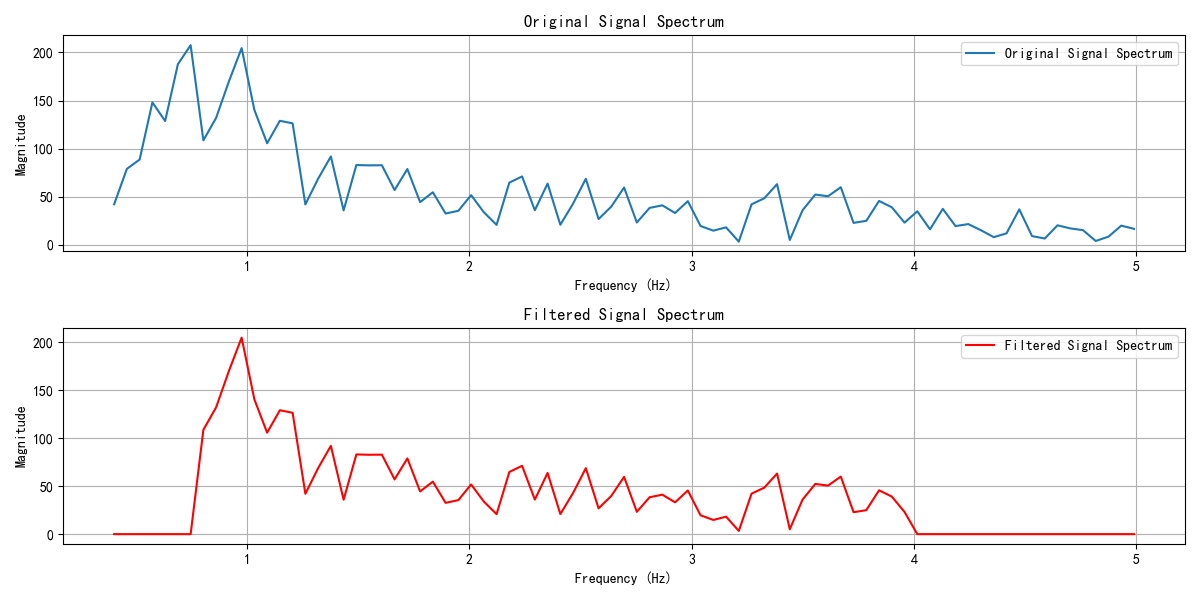 Original Signal Spectrum
Original Signal Spectrum
Magnitude
200
150
100
50
0
1 2 3 4 5
Frequency (Hz)
Filtered Signal Spectrum
Filtered Signal Spectrum
Magnitude
200
150
100
50
0
1 2 3 4 5
Frequency (Hz)